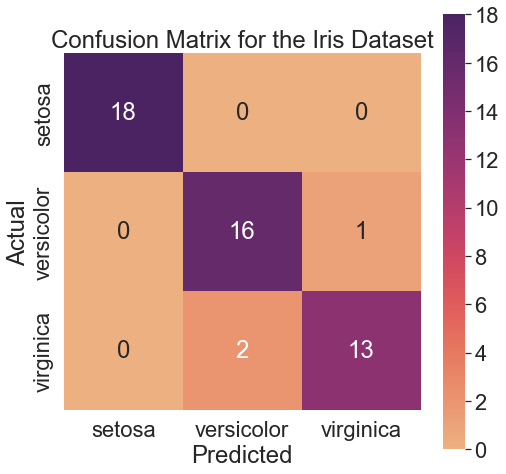 Confusion Matrix for the Iris Dataset
Actual
setosa
versicolor
virginica
18 0 0
0 16 1
0 2 13
setosa versicolor virginica
Predicted
18
16
14
12
10
8
6
4
2
0